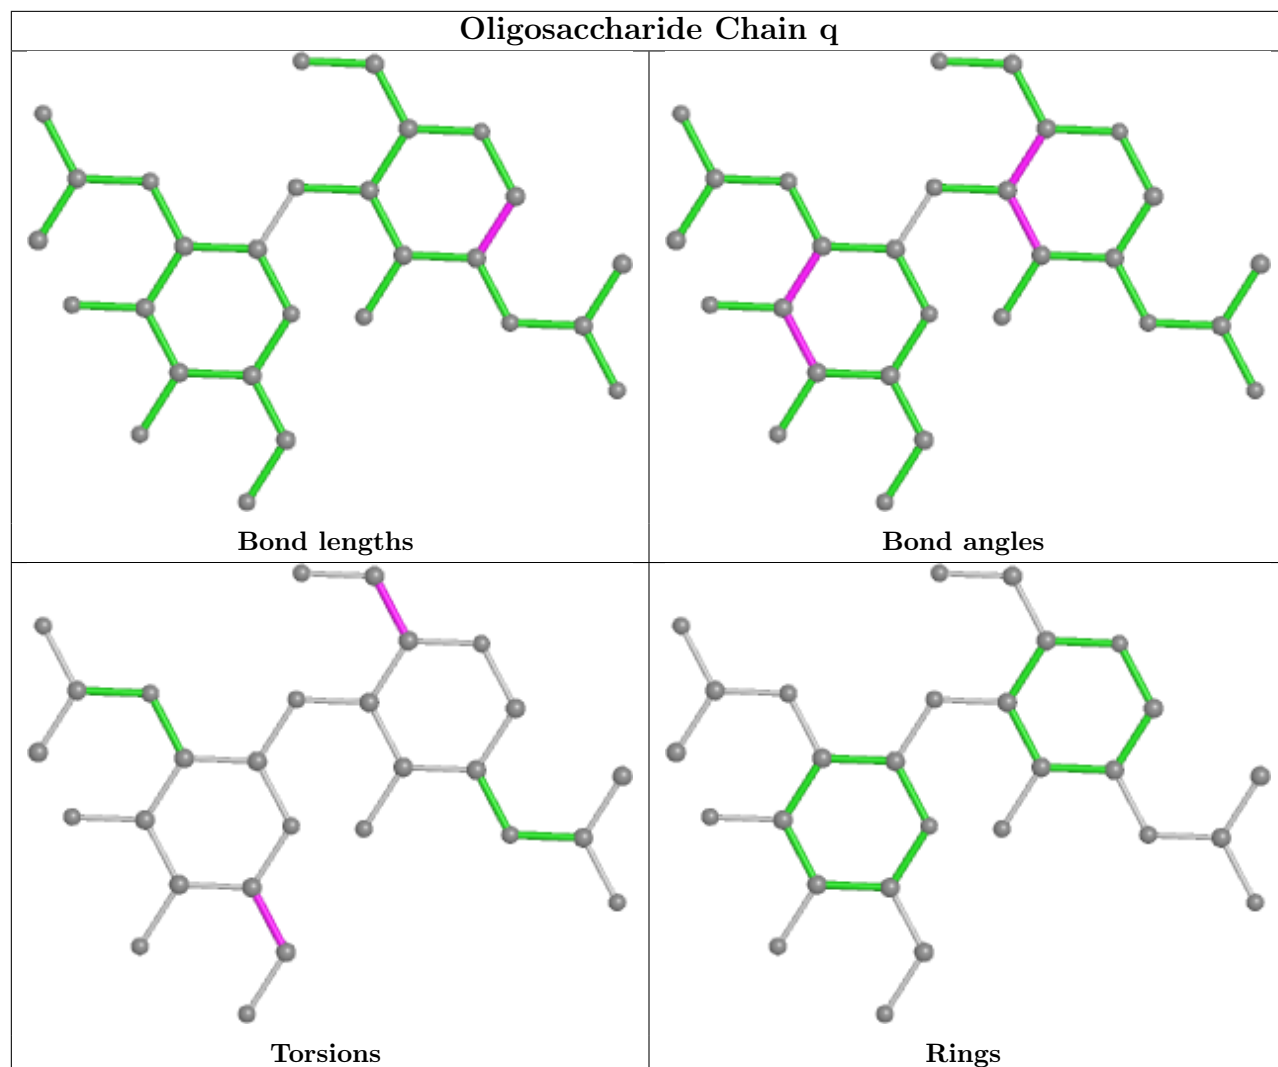 Oligosaccharide Chain q
Bond lengths
Bond angles
Torsions
Rings